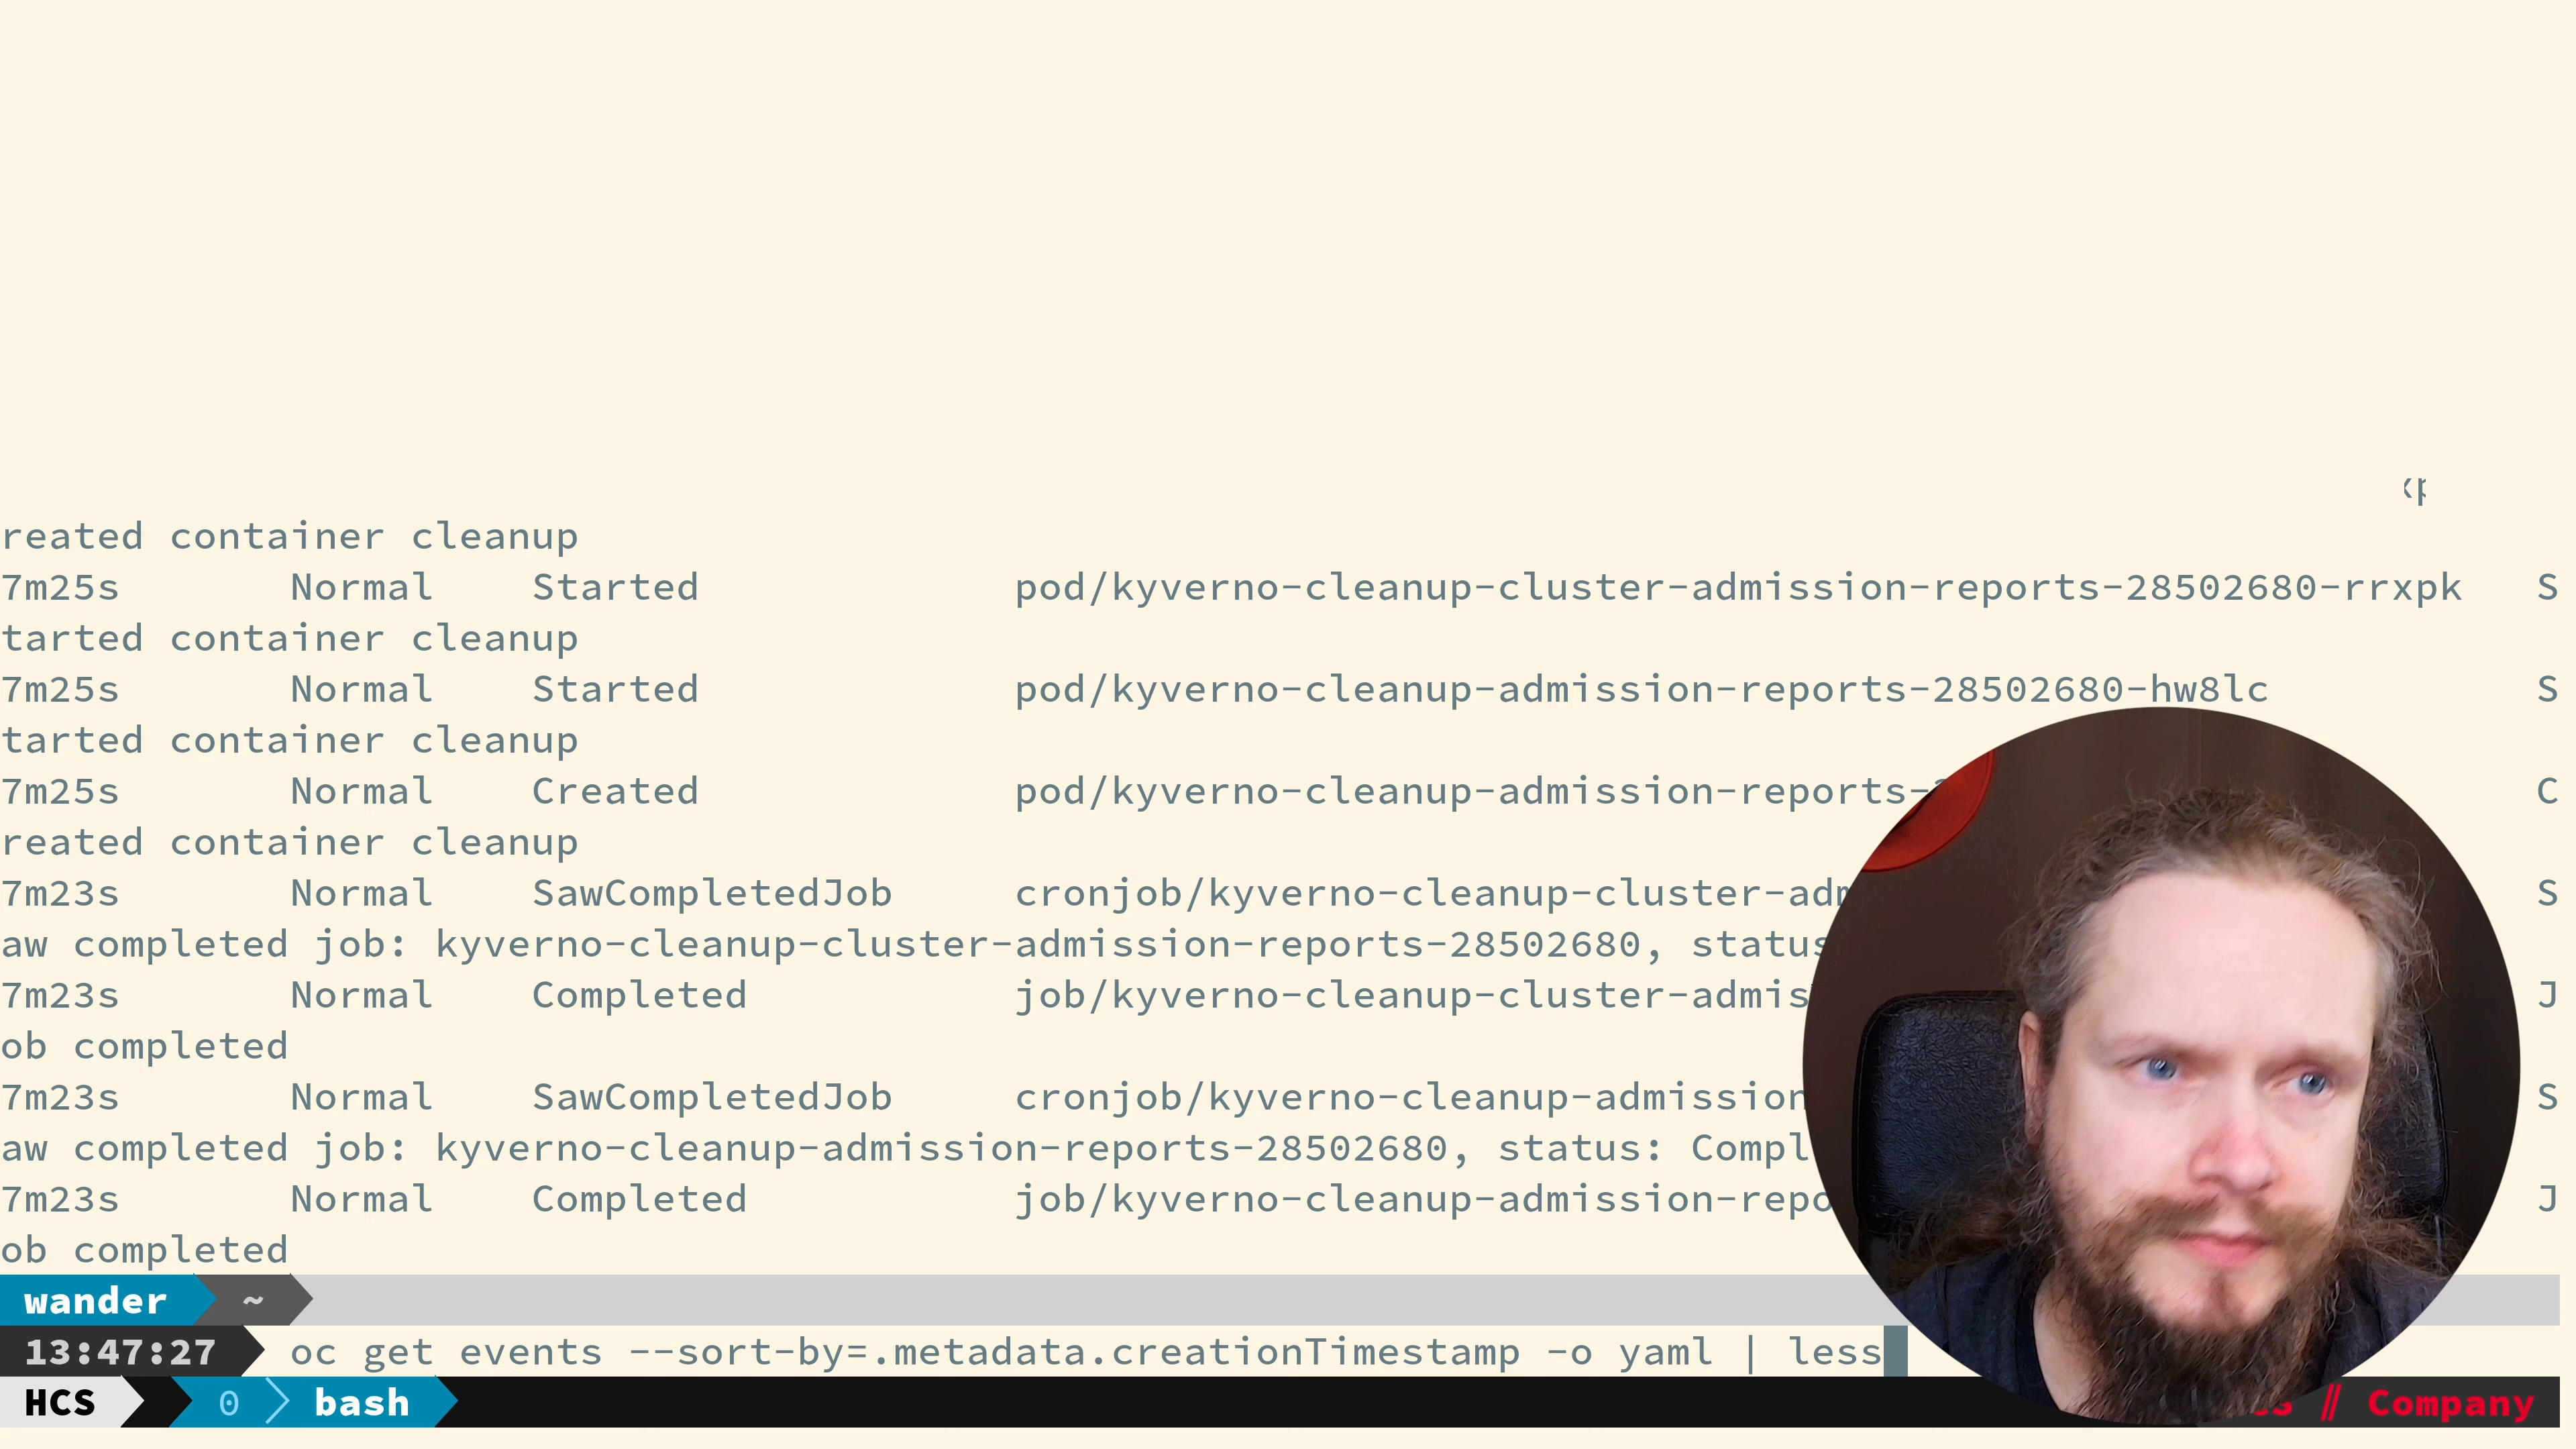 xp
reated container cleanup
7m25s Normal Started pod/kyverno-cleanup-cluster-admission-reports-28502680-rrxpk S
tarted container cleanup
7m25s Normal Started pod/kyverno-cleanup-admission-reports-28502680-hw8lc S
tarted container cleanup
7m25s Normal Created pod/kyverno-cleanup-admission-reports- C
reated container cleanup
7m23s Normal SawCompletedJob cronjob/kyverno-cleanup-cluster-adm S
aw completed job: kyverno-cleanup-cluster-admission-reports-28502680, status
7m23s Normal Completed job/kyverno-cleanup-cluster-admis J
ob completed
7m23s Normal SawCompletedJob cronjob/kyverno-cleanup-admission S
aw completed job: kyverno-cleanup-admission-reports-28502680, status: Compl
7m23s Normal Completed job/kyverno-cleanup-admission-repo J
ob completed
wander ~
13:47:27 oc get events --sort-by=.metadata.creationTimestamp -o yaml | less
HCS 0 bash // Company